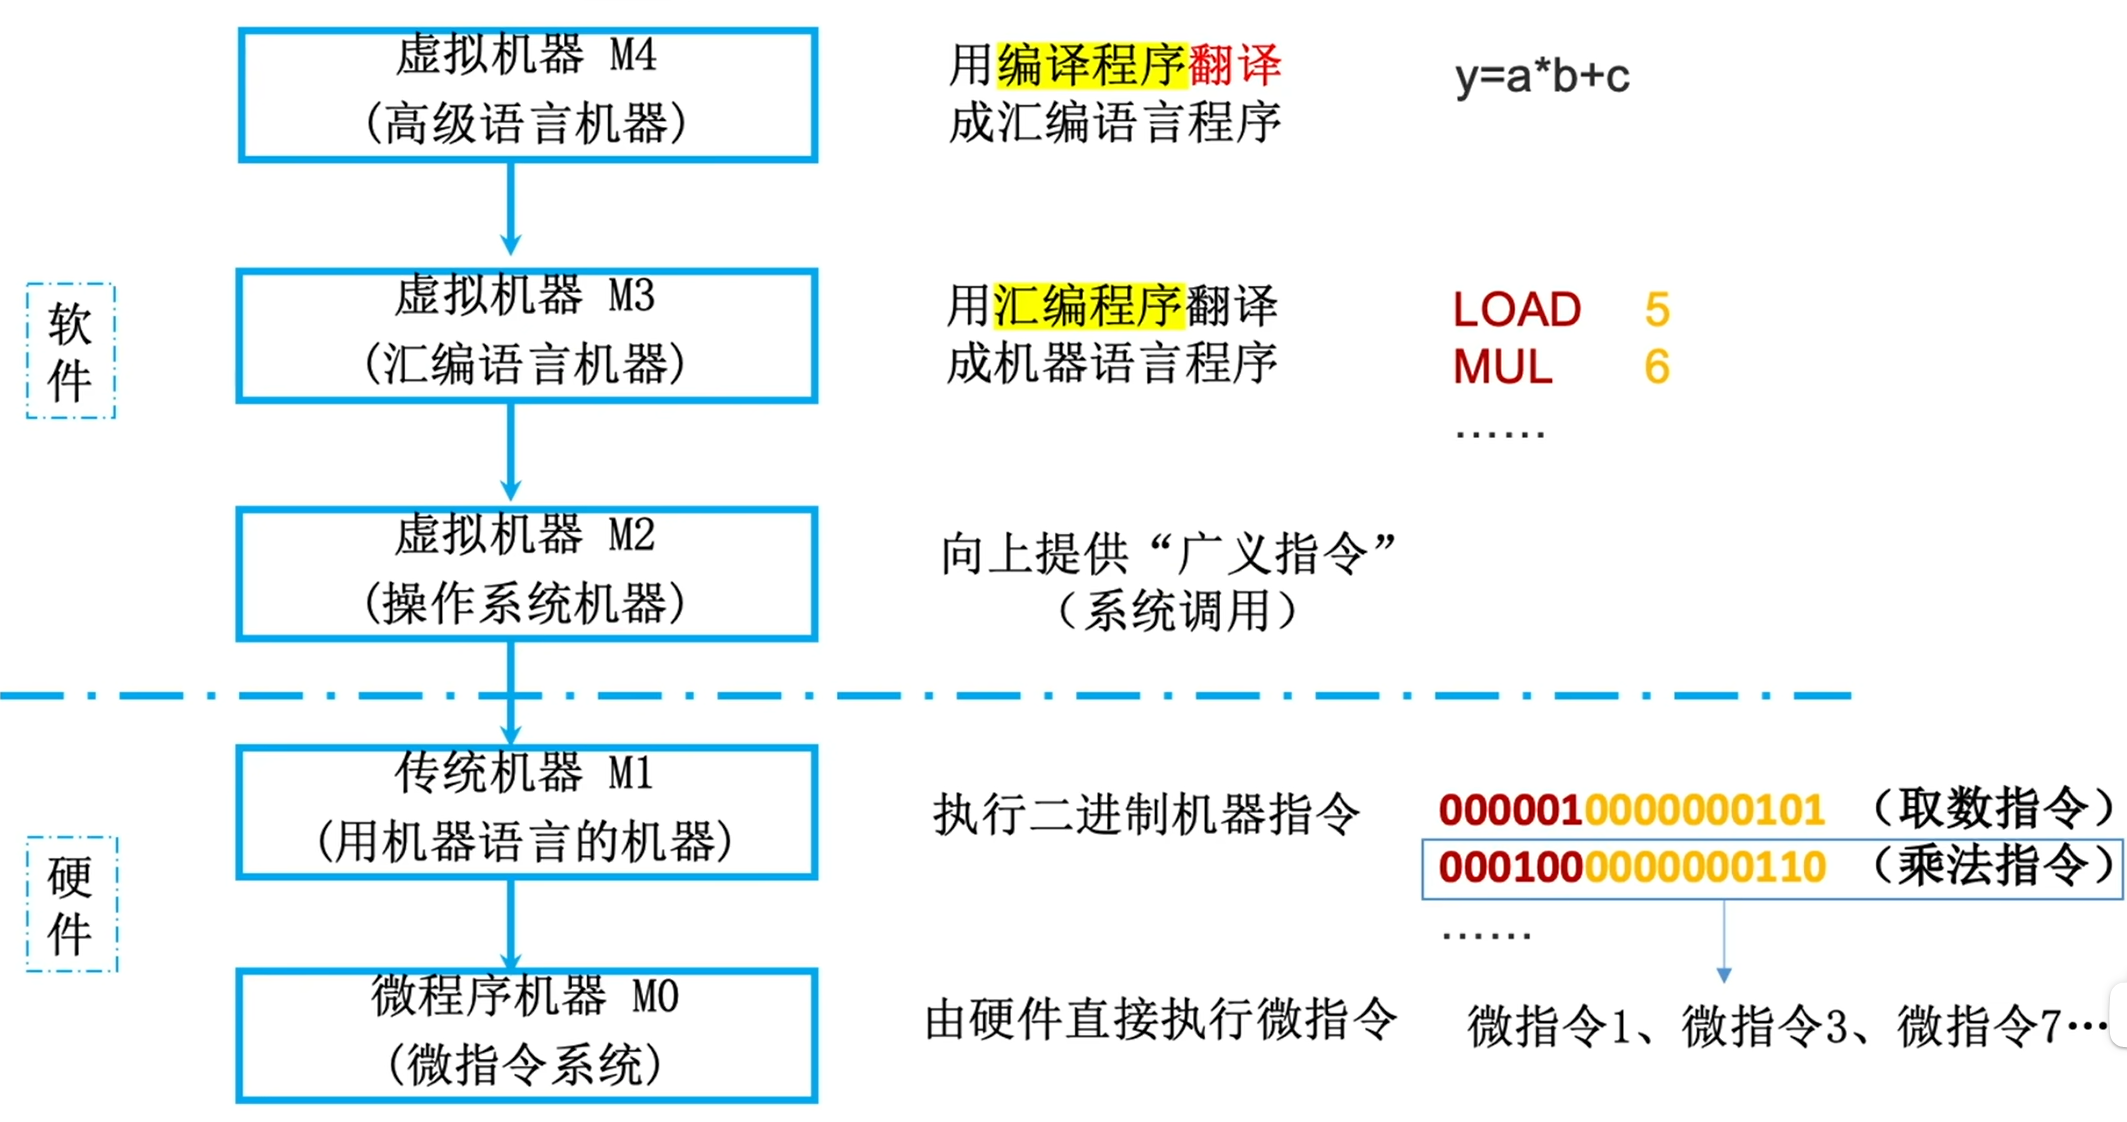 虚拟机器 M4
(高级语言机器)
用编译程序翻译
成汇编语言程序
y=a*b+c
软
件
虚拟机器 M3
(汇编语言机器)
用汇编程序翻译
成机器语言程序
LOAD 5
MUL 6
……
虚拟机器 M2
(操作系统机器)
向上提供“广义指令”
（系统调用）
传统机器 M1
(用机器语言的机器)
执行二进制机器指令
0000010000000101 （取数指令）
0001000000000110 （乘法指令）
……
硬
件
微程序机器 M0
(微指令系统)
由硬件直接执行微指令
微指令1、微指令3、微指令7…